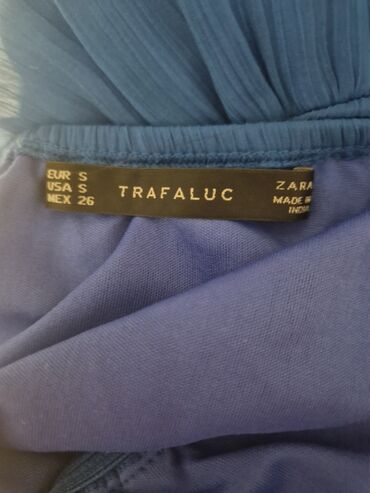 EUR S
USA S
MEX 26
TRAFALUC
ZARA
MADE IN
INDIA